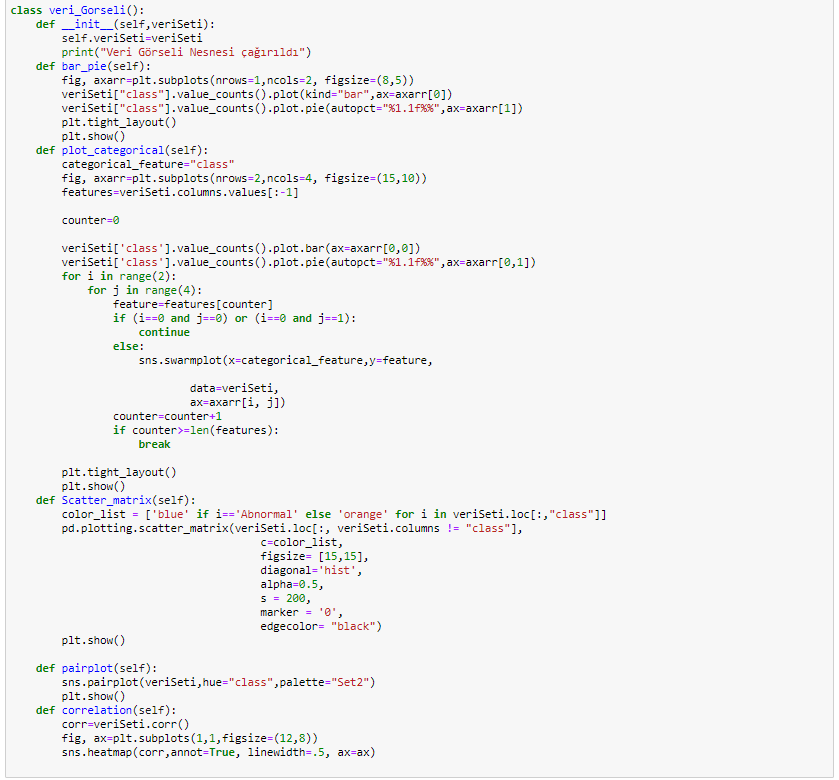 class veri_Gorseli():
    def __init__(self,veriSeti):
        self.veriSeti=veriSeti
        print("Veri Görseli Nesnesi çağırıldı")
    def bar_pie(self):
        fig, axarr=plt.subplots(nrows=1,ncols=2, figsize=(8,5))
        veriSeti["class"].value_counts().plot(kind="bar",ax=axarr[0])
        veriSeti["class"].value_counts().plot.pie(autopct="%1.1f%%",ax=axarr[1])
        plt.tight_layout()
        plt.show()
    def plot_categorical(self):
        categorical_feature="class"
        fig, axarr=plt.subplots(nrows=2,ncols=4, figsize=(15,10))
        features=veriSeti.columns.values[:-1]

        counter=0

        veriSeti['class'].value_counts().plot.bar(ax=axarr[0,0])
        veriSeti['class'].value_counts().plot.pie(autopct="%1.1f%%",ax=axarr[0,1])
        for i in range(2):
            for j in range(4):
                feature=features[counter]
                if (i==0 and j==0) or (i==0 and j==1):
                    continue
                else:
                    sns.swarmplot(x=categorical_feature,y=feature,

                            data=veriSeti,
                            ax=axarr[i, j])
                counter=counter+1
                if counter>=len(features):
                    break

        plt.tight_layout()
        plt.show()
    def Scatter_matrix(self):
        color_list = ['blue' if i=='Abnormal' else 'orange' for i in veriSeti.loc[:,"class"]]
        pd.plotting.scatter_matrix(veriSeti.loc[:, veriSeti.columns != "class"],
                                       c=color_list,
                                       figsize= [15,15],
                                       diagonal='hist',
                                       alpha=0.5,
                                       s = 200,
                                       marker = '0',
                                       edgecolor= "black")
        plt.show()

    def pairplot(self):
        sns.pairplot(veriSeti,hue="class",palette="Set2")
        plt.show()
    def correlation(self):
        corr=veriSeti.corr()
        fig, ax=plt.subplots(1,1,figsize=(12,8))
        sns.heatmap(corr,annot=True, linewidth=.5, ax=ax)